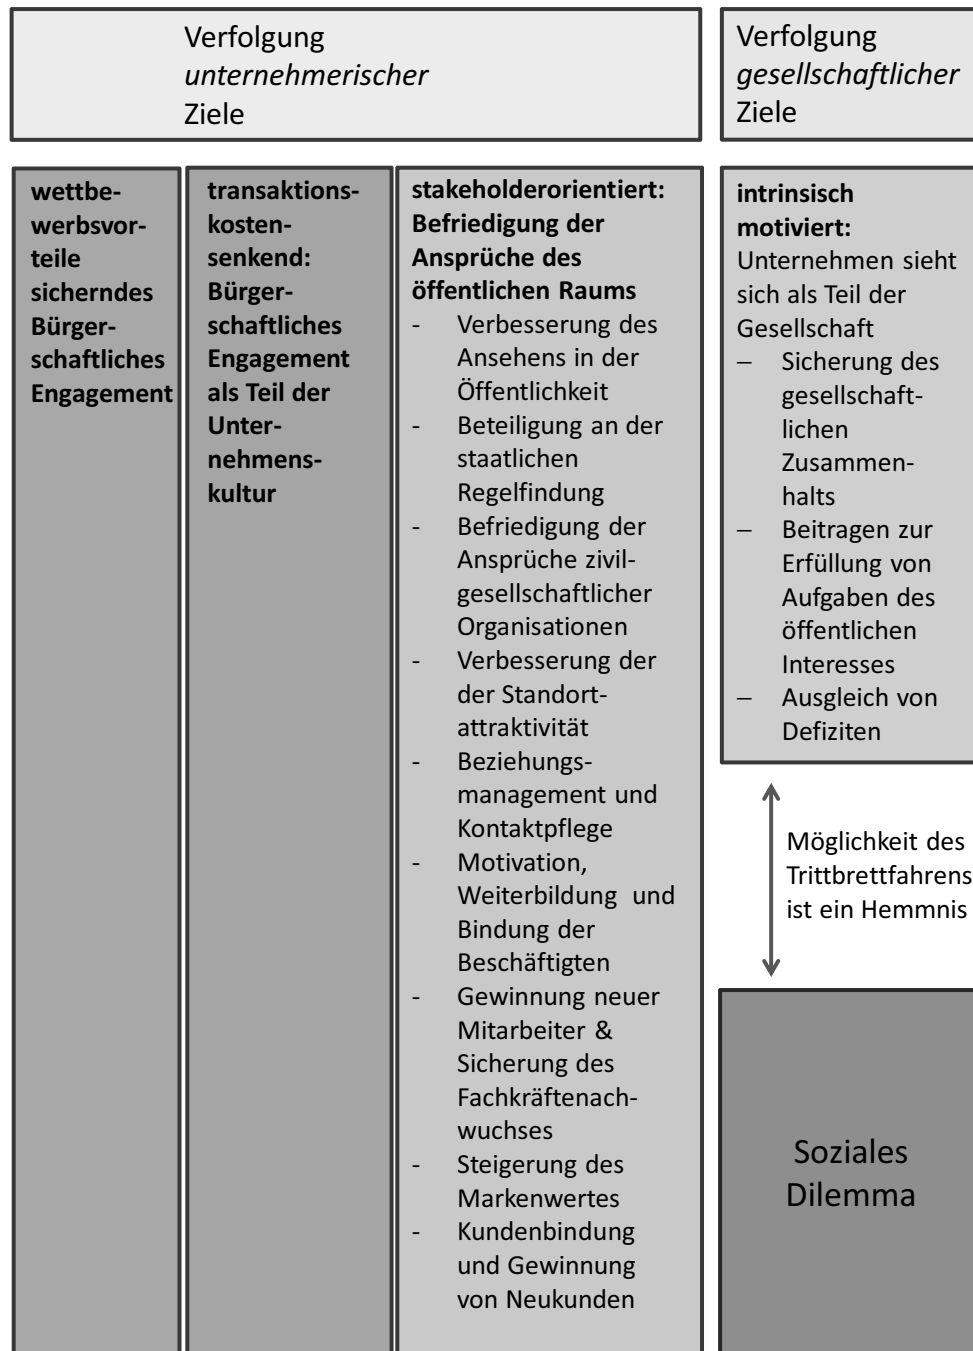 Verfolgung
unternehmerischer
Ziele
Verfolgung
gesellschaftlicher
Ziele
wettbe-
werbsvor-
teile
sicherndes
Bürger-
schaftliches
Engagement
transaktions-
kosten-
senkend:
Bürger-
schaftliches
Engagement
als Teil der
Unter-
nehmens-
kultur
stakeholderorientiert:
Befriedigung der
Ansprüche des
öffentlichen Raums
- Verbesserung des
Ansehens in der
Öffentlichkeit
- Beteiligung an der
staatlichen
Regelfindung
- Befriedigung der
Ansprüche zivil-
gesellschaftlicher
Organisationen
- Verbesserung der
der Standort-
attraktivität
- Beziehungs-
management und
Kontaktpflege
- Motivation,
Weiterbildung und
Bindung der
Beschäftigten
- Gewinnung neuer
Mitarbeiter &
Sicherung des
Fachkräftenach-
wuchses
- Steigerung des
Markenwertes
- Kundenbindung
und Gewinnung
von Neukunden
intrinsisch
motiviert:
Unternehmen sieht
sich als Teil der
Gesellschaft
– Sicherung des
gesellschaft-
lichen
Zusammen-
halts
– Beitragen zur
Erfüllung von
Aufgaben des
öffentlichen
Interesses
– Ausgleich von
Defiziten
Möglichkeit des
Trittbrettfahrens
ist ein Hemmnis
Soziales
Dilemma